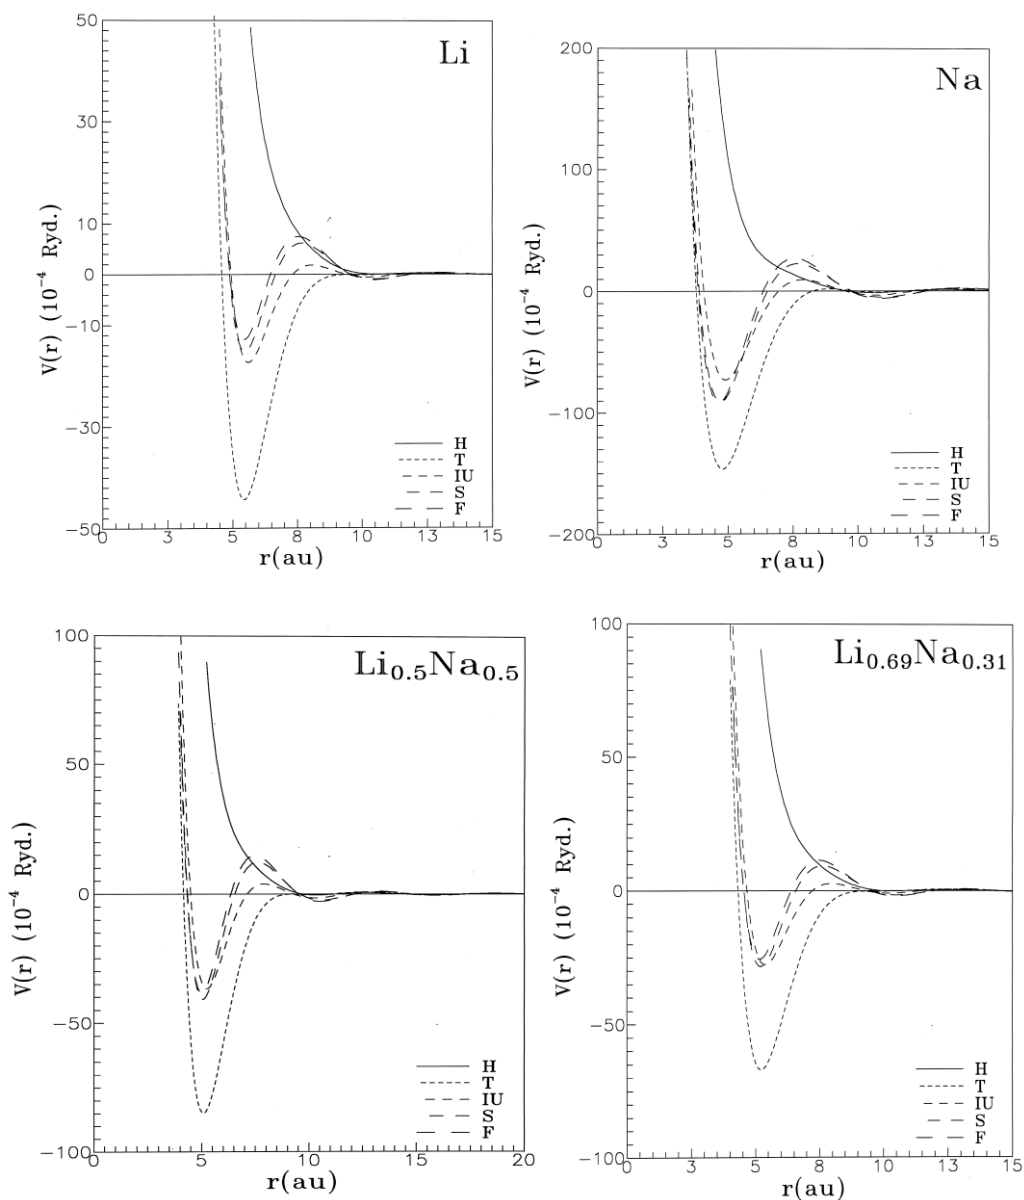 Li
50
30
10
0
−10
−30
−50
V(r) (10⁻⁴ Ryd.)
H
T
IU
S
F
0 3 5 8 10 13 15
r(au)
Na
200
100
0
−100
−200
V(r) (10⁻⁴ Ryd.)
H
T
IU
S
F
0 3 5 8 10 13 15
r(au)
Li₀.₅Na₀.₅
100
50
0
−50
−100
V(r) (10⁻⁴ Ryd.)
H
T
IU
S
F
0 5 10 15 20
r(au)
Li₀.₆₉Na₀.₃₁
100
50
0
−50
−100
V(r) (10⁻⁴ Ryd.)
H
T
IU
S
F
0 3 5 8 10 13 15
r(au)